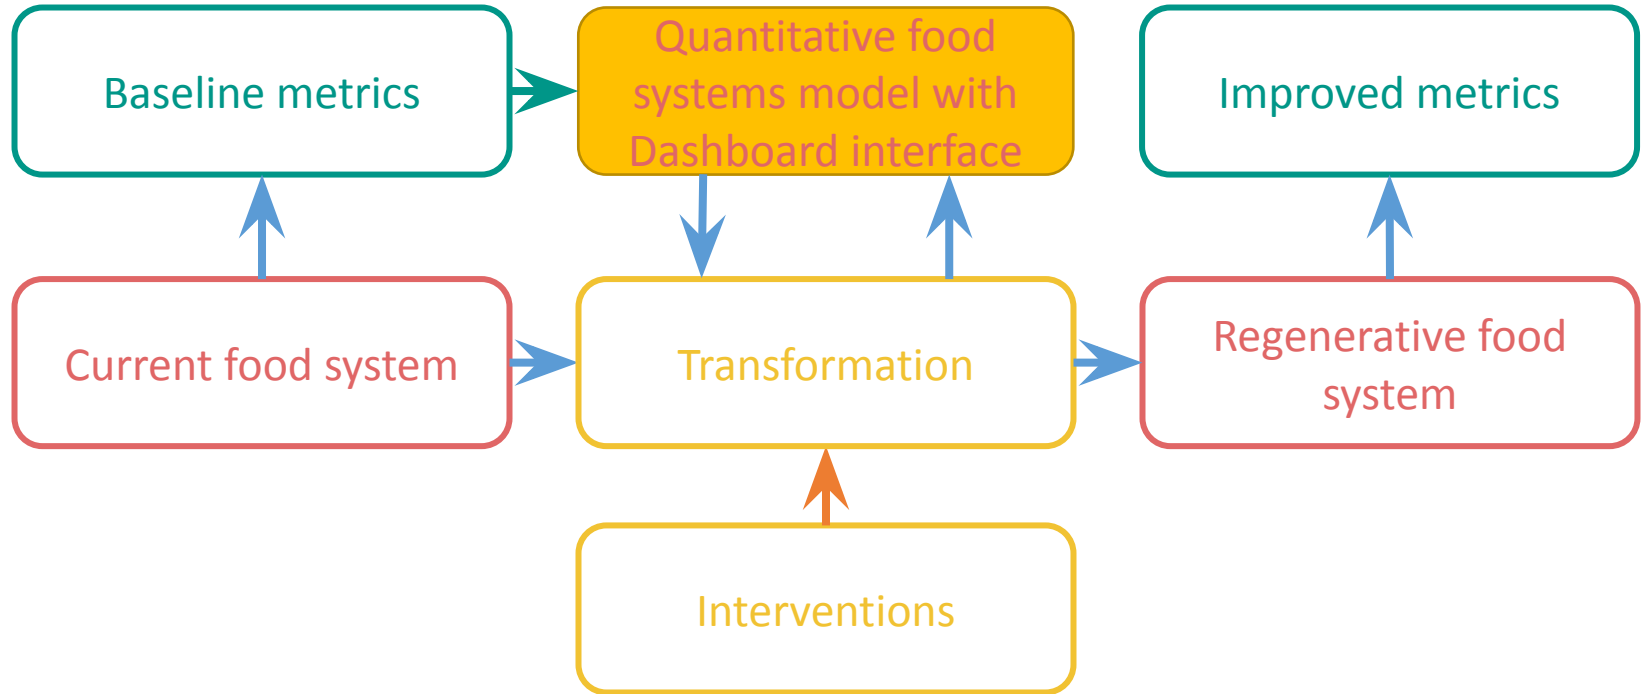 Baseline metrics
Quantitative food
systems model with
Dashboard interface
Improved metrics
Current food system
Transformation
Regenerative food
system
Interventions